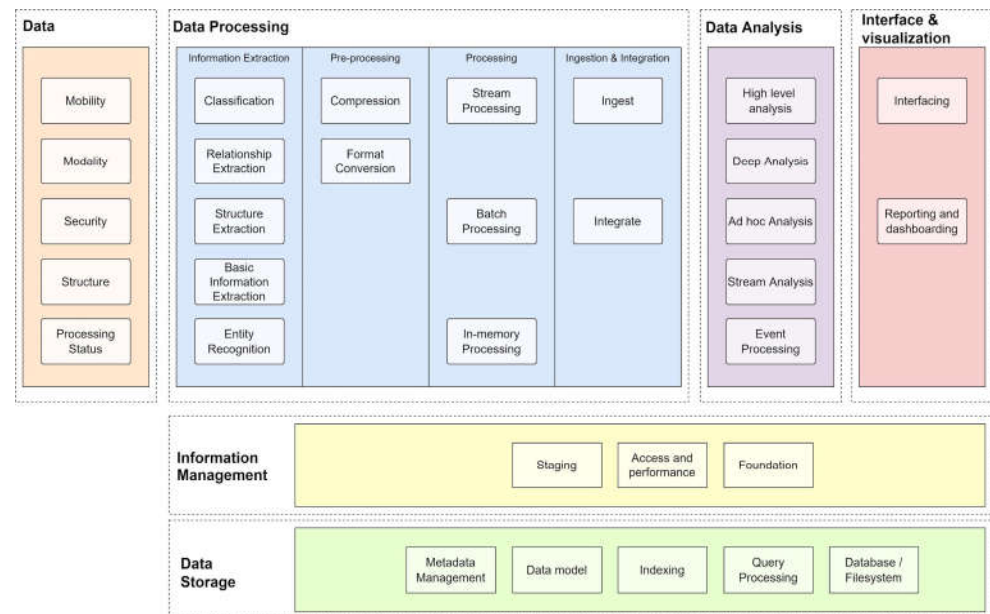 Data
Mobility
Modality
Security
Structure
Processing
Status
Data Processing
Information Extraction
Classification
Relationship
Extraction
Structure
Extraction
Basic
Information
Extraction
Entity
Recognition
Pre-processing
Compression
Format
Conversion
Processing
Stream
Processing
Batch
Processing
In-memory
Processing
Ingestion & Integration
Ingest
Integrate
Data Analysis
High level
analysis
Deep Analysis
Ad hoc Analysis
Stream Analysis
Event
Processing
Interface &
visualization
Interfacing
Reporting and
dashboarding
Information
Management
Staging
Access and
performance
Foundation
Data
Storage
Metadata
Management
Data model
Indexing
Query
Processing
Database /
Filesystem